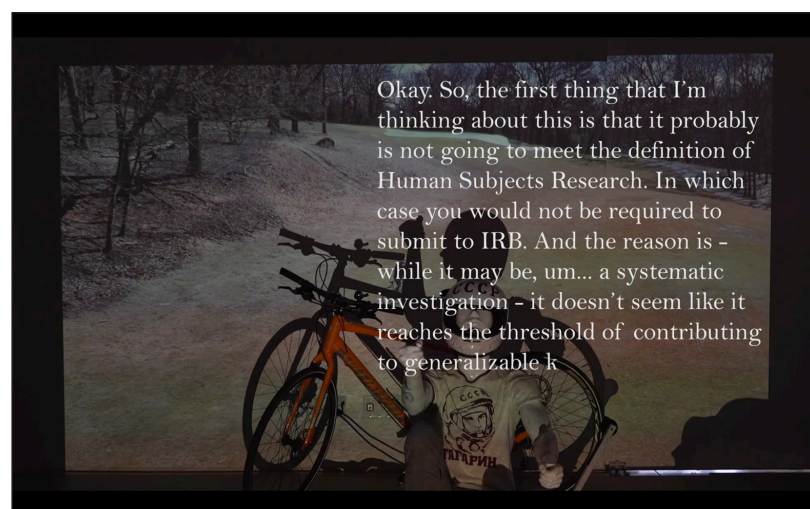 Okay. So, the first thing that I’m
thinking about this is that it probably
is not going to meet the definition of
Human Subjects Research. In which
case you would not be required to
submit to IRB. And the reason is -
while it may be, um... a systematic
investigation - it doesn’t seem like it
reaches the threshold of contributing
to generalizable k
СССР
СССР
ГАГАРИН